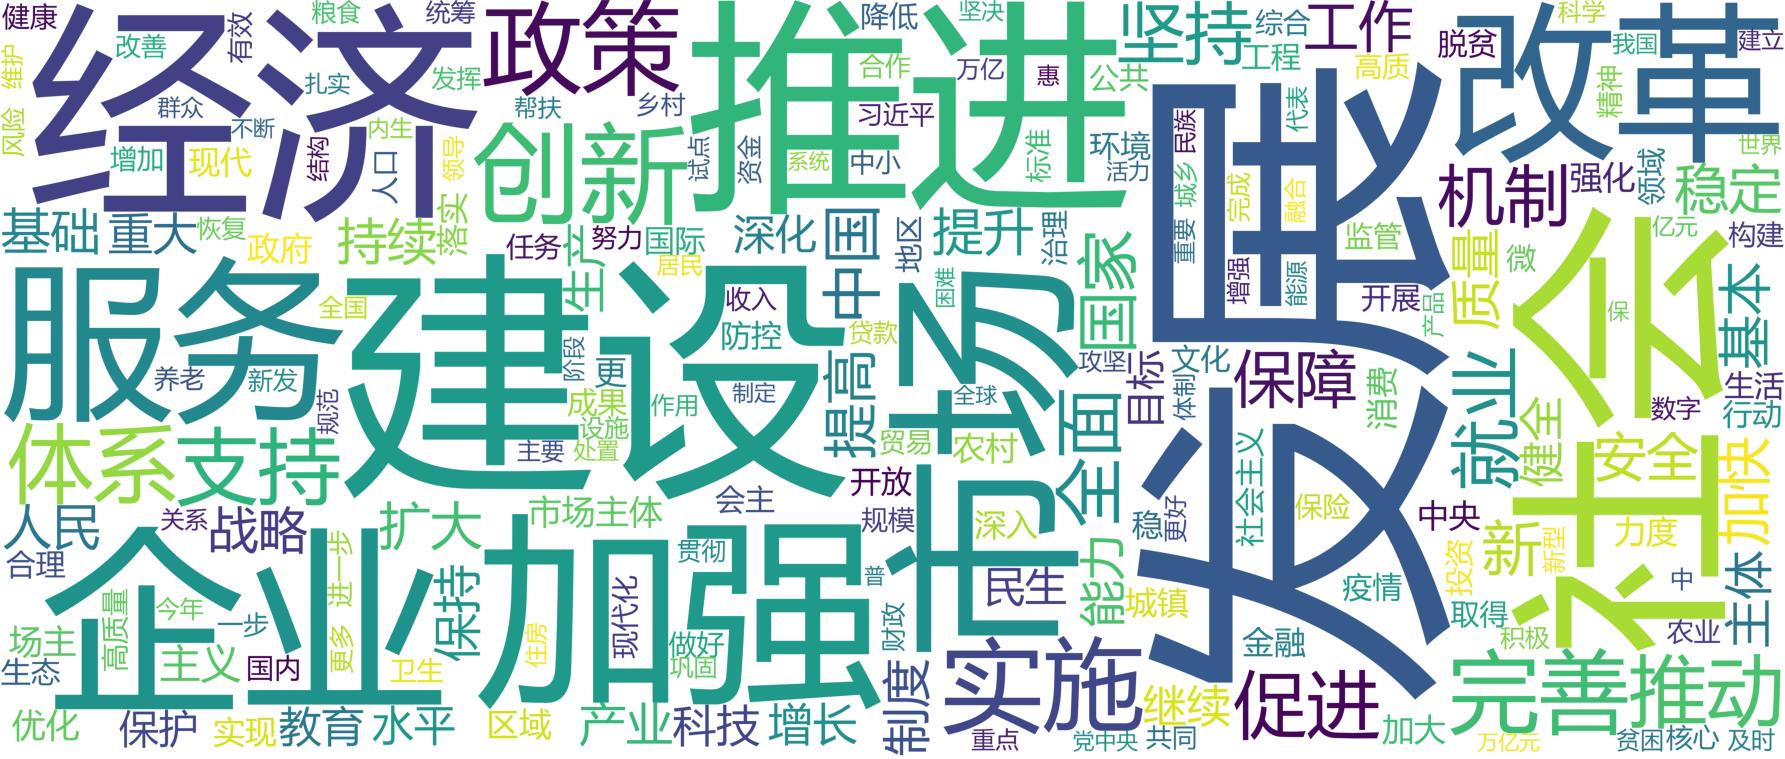 健康
粮食
统筹
政策
推进
降低
坚决
坚持
综合
工作
改革
科学
我国
建立
维护
改善
有效
经济
扎实
发挥
合作
万亿
惠
公共
工程
高质
脱贫
精神
世界
风险
群众
不断
内生
帮扶
乡村
习近平
代表
民族
增加
现代
结构
人口
领导
创新
试点
资金
系统
中小
标准
环境
活力
城乡
完成
融合
机制
强化
领域
稳定
基础
重大
恢复
政府
持续
落实
任务
努力
生产
国际
居民
深化
中国
地区
提升
治理
国家
重要
增强
能源
监管
开展
质量
微
亿元
构建
产品
服务
全国
建设
收入
防控
贷款
困难
市场
发展
社会
保
基本
养老
新发
规范
阶段
更
成果
设施
处置
作用
制定
提高
全球
贸易
农村
全面
攻坚
目标
文化
体制
保障
消费
就业
健全
生活
数字
行动
体系
支持
主要
安全
加快
人民
关系
战略
扩大
市场主体
会主
开放
规模
深入
稳
更好
社会主义
保险
中央
新
新型
力度
合理
企业
进一步
保持
加强
贯彻
普
民生
能力
城镇
疫情
投资
取得
中
主体
场主
高质量
今年
一步
更多
住房
现代化
做好
巩固
财政
金融
积极
农业
生态
主义
国内
卫生
制度
实施
继续
促进
完善
推动
优化
保护
实现
教育
水平
区域
产业
科技
增长
重点
党中央
共同
加大
万亿元
贫困
核心
及时